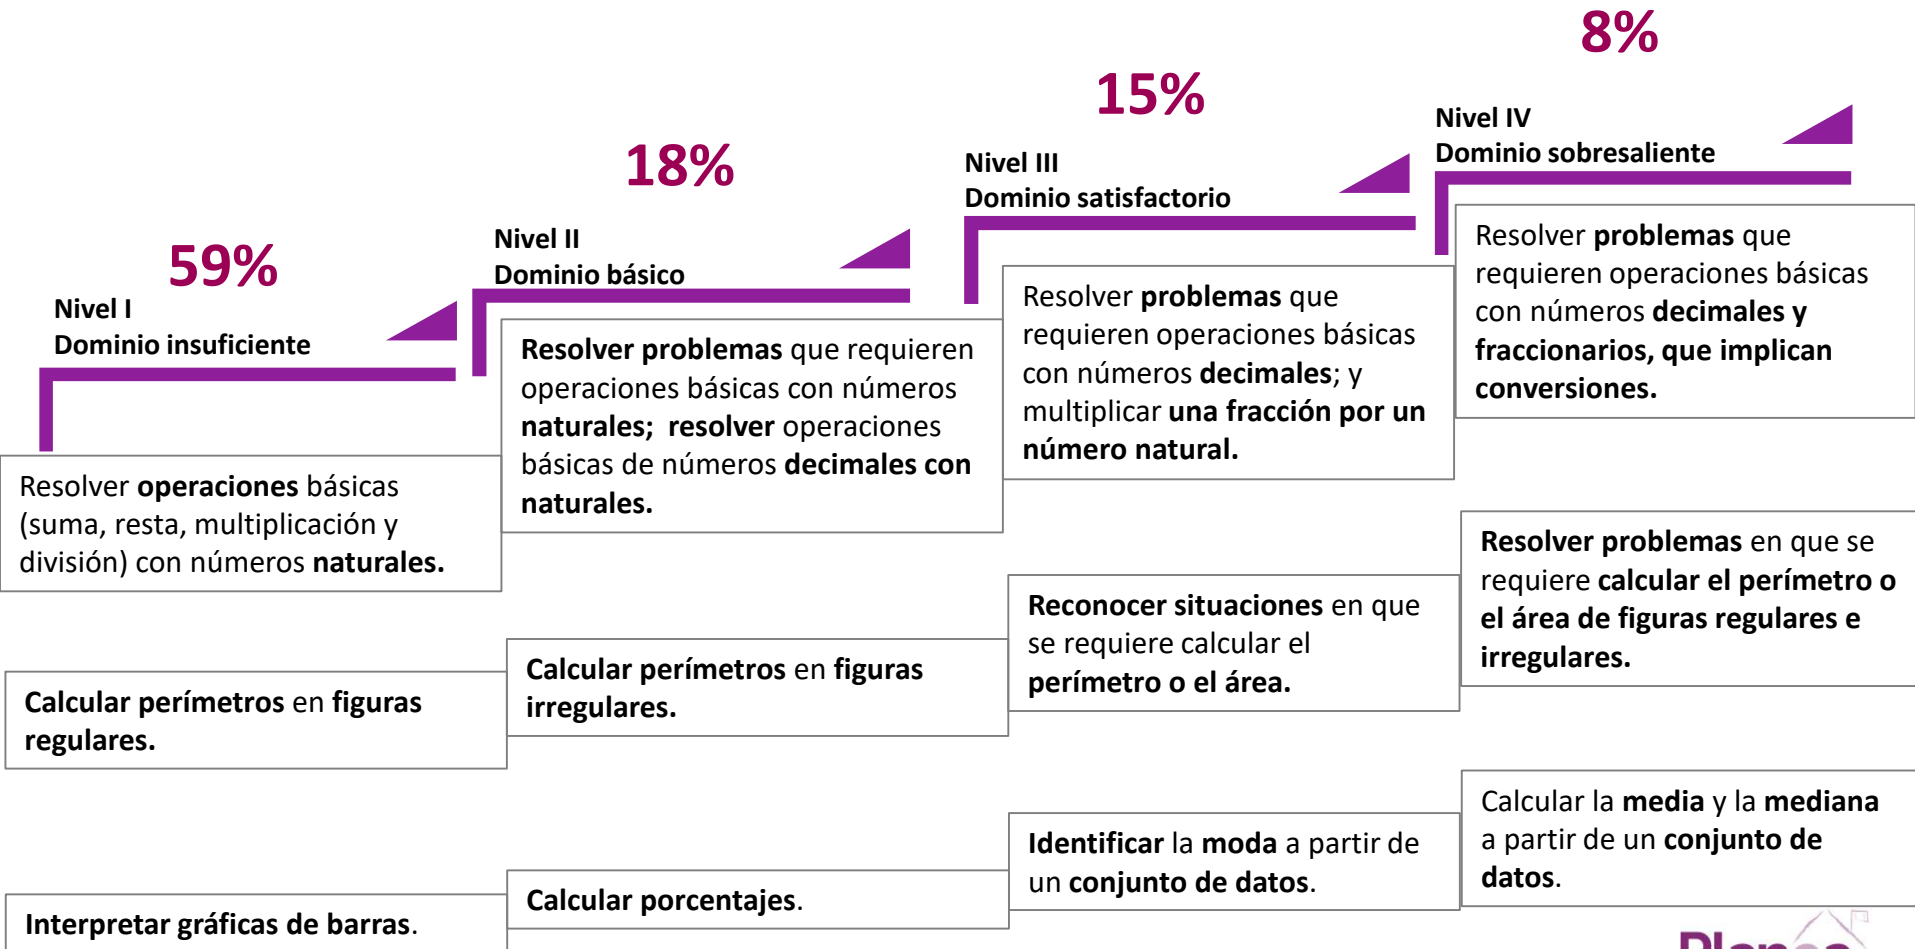 59%
Nivel I
Dominio insuficiente
Resolver operaciones básicas
(suma, resta, multiplicación y
división) con números naturales.
Calcular perímetros en figuras
regulares.
Interpretar gráficas de barras.
18%
Nivel II
Dominio básico
Resolver problemas que requieren
operaciones básicas con números
naturales; resolver operaciones
básicas de números decimales con
naturales.
Calcular perímetros en figuras
irregulares.
Calcular porcentajes.
15%
Nivel III
Dominio satisfactorio
Resolver problemas que
requieren operaciones básicas
con números decimales; y
multiplicar una fracción por un
número natural.
Reconocer situaciones en que
se requiere calcular el
perímetro o el área.
Identificar la moda a partir de
un conjunto de datos.
8%
Nivel IV
Dominio sobresaliente
Resolver problemas que
requieren operaciones básicas
con números decimales y
fraccionarios, que implican
conversiones.
Resolver problemas en que se
requiere calcular el perímetro o
el área de figuras regulares e
irregulares.
Calcular la media y la mediana
a partir de un conjunto de
datos.
Planea